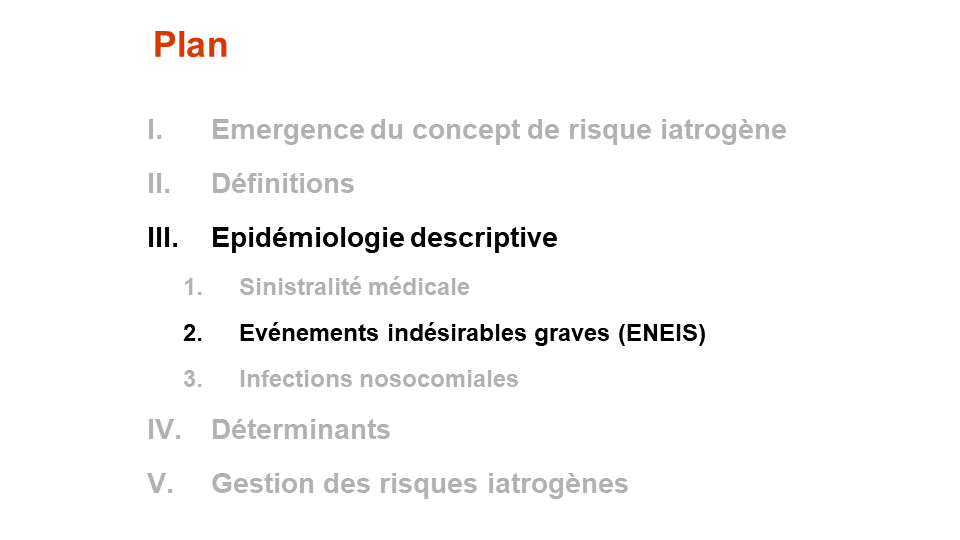 Plan
I. Emergence du concept de risque iatrogène
II. Définitions
III. Epidémiologie descriptive
1. Sinistralité médicale
2. Evénements indésirables graves (ENEIS)
3. Infections nosocomiales
IV. Déterminants
V. Gestion des risques iatrogènes